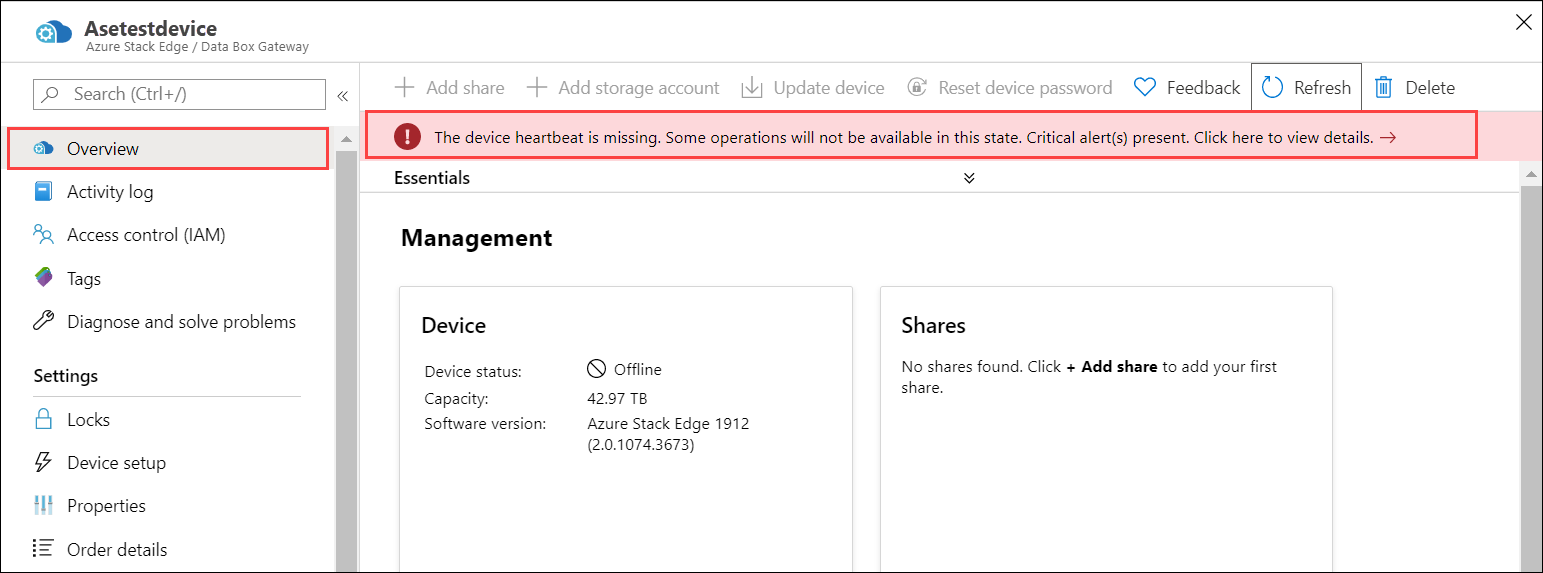 Asetestdevice
Azure Stack Edge / Data Box Gateway
Search (Ctrl+/)
Add share
Add storage account
Update device
Reset device password
Feedback
Refresh
Delete
The device heartbeat is missing. Some operations will not be available in this state. Critical alert(s) present. Click here to view details. →
Overview
Activity log
Access control (IAM)
Tags
Diagnose and solve problems
Settings
Locks
Device setup
Properties
Order details
Essentials
Management
Device
Device status: Offline
Capacity: 42.97 TB
Software version: Azure Stack Edge 1912
(2.0.1074.3673)
Shares
No shares found. Click + Add share to add your first
share.